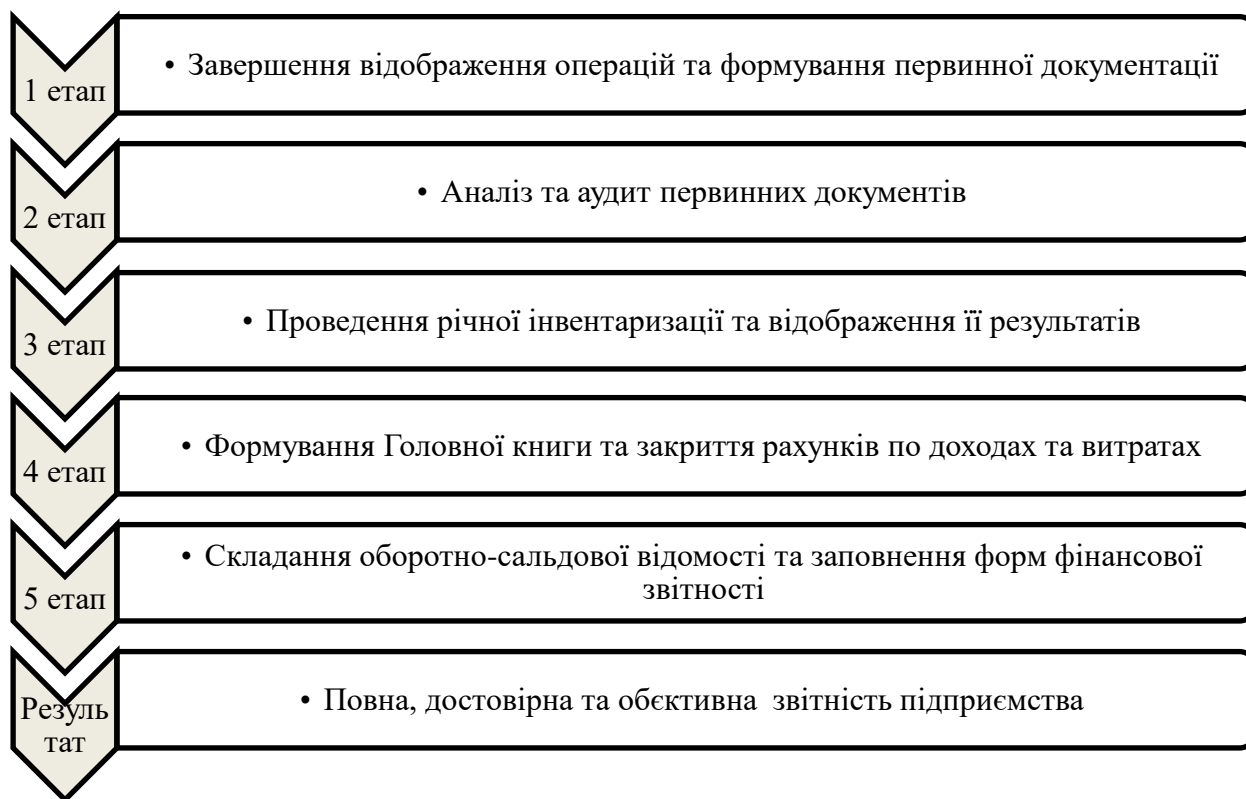 1 етап
• Завершення відображення операцій та формування первинної документації
2 етап
• Аналіз та аудит первинних документів
3 етап
• Проведення річної інвентаризації та відображення її результатів
4 етап
• Формування Головної книги та закриття рахунків по доходах та витратах
5 етап
• Складання оборотно-сальдової відомості та заповнення форм фінансової
звітності
Резуль
тат
• Повна, достовірна та обєктивна  звітність підприємства